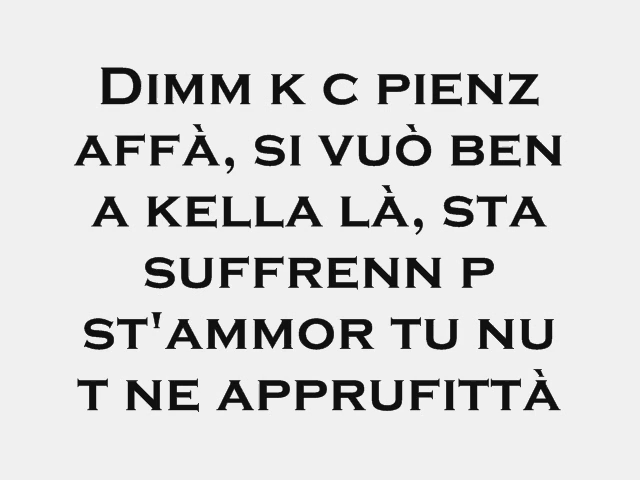 Dimm k c pienz
affà, si vuò ben
a kella là, sta
suffrenn p
st'ammor tu nu
t ne apprufittà